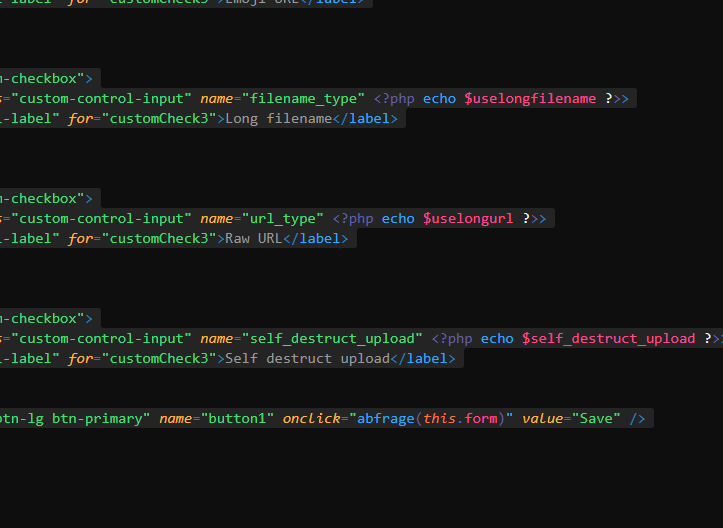 -label" for="customCheck3">Emoji URL</label>
n-checkbox">
s="custom-control-input" name="filename_type" <?php echo $uselongfilename ?>>
l-label" for="customCheck3">Long filename</label>
n-checkbox">
s="custom-control-input" name="url_type" <?php echo $uselongurl ?>>
l-label" for="customCheck3">Raw URL</label>
n-checkbox">
s="custom-control-input" name="self_destruct_upload" <?php echo $self_destruct_upload ?>>
l-label" for="customCheck3">Self destruct upload</label>
btn-lg btn-primary" name="button1" onclick="abfrage(this.form)" value="Save" />